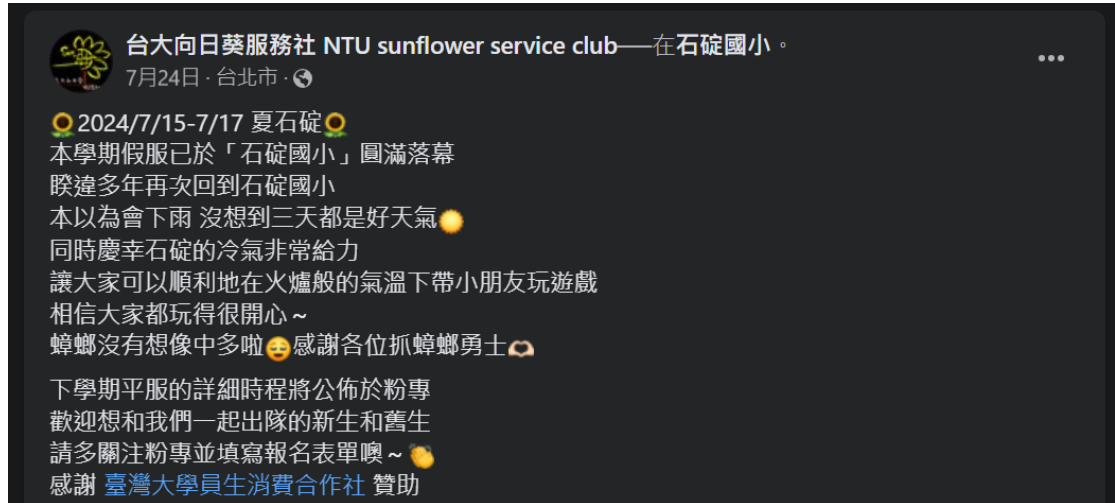 台大向日葵服務社 NTU sunflower service club──在石碇國小。
7月24日 · 台北市 ·
🌻2024/7/15-7/17 夏石碇🌻
本學期假服已於「石碇國小」圓滿落幕
睽違多年再次回到石碇國小
本以為會下雨 沒想到三天都是好天氣☀️
同時慶幸石碇的冷氣非常給力
讓大家可以順利地在火爐般的氣溫下帶小朋友玩遊戲
相信大家都玩得很開心～
蟑螂沒有想像中多啦😌感謝各位抓蟑螂勇士🫶🏻
下學期平服的詳細時程將公佈於粉專
歡迎想和我們一起出隊的新生和舊生
請多關注粉專並填寫報名表單噢～👏
感謝 臺灣大學員生消費合作社 贊助